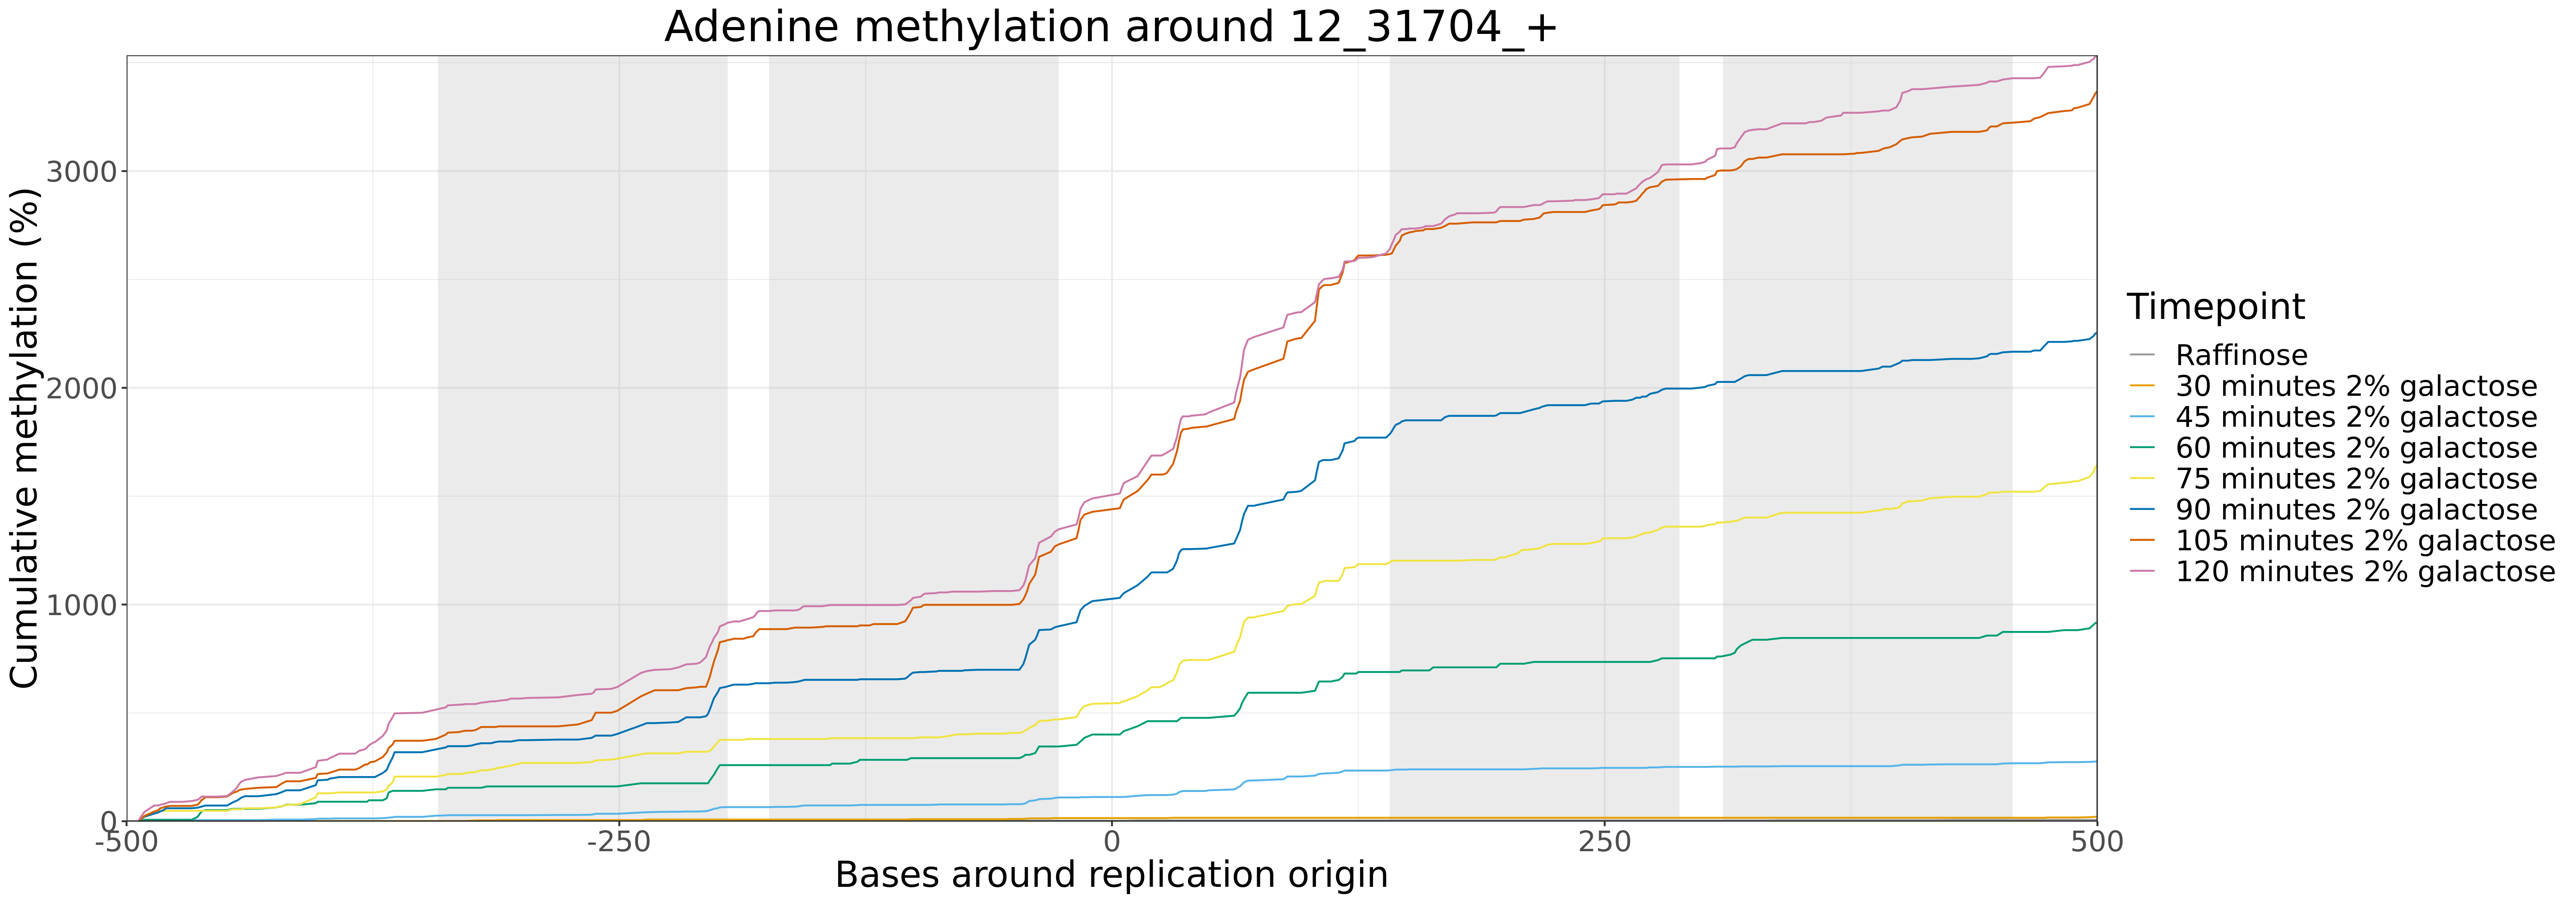 Adenine methylation around 12_31704_+
Cumulative methylation (%)
3000
2000
1000
0
-500
-250
0
250
500
Bases around replication origin
Timepoint
Raffinose
30 minutes 2% galactose
45 minutes 2% galactose
60 minutes 2% galactose
75 minutes 2% galactose
90 minutes 2% galactose
105 minutes 2% galactose
120 minutes 2% galactose